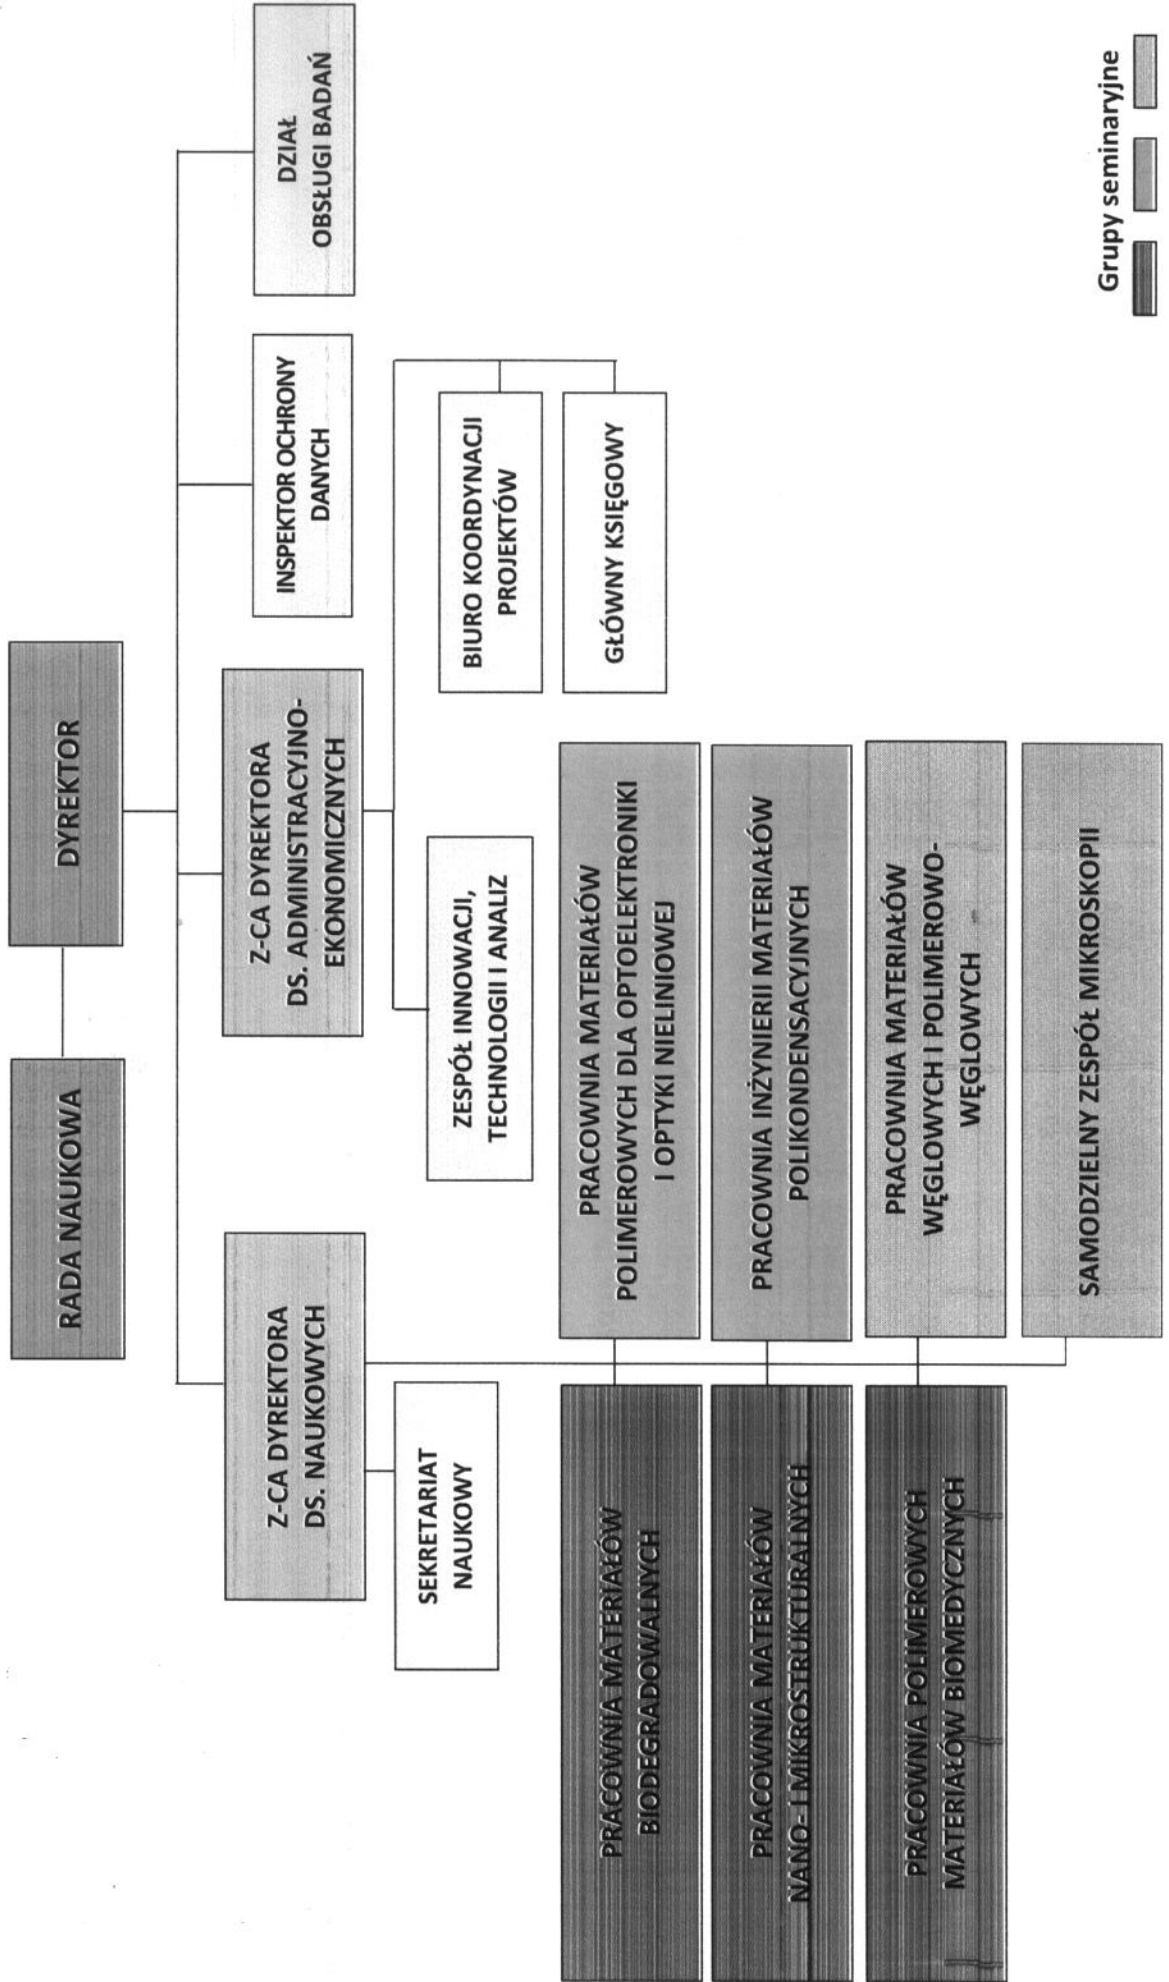 RADA NAUKOWA
DYREKTOR
Z-CA DYREKTORA
DS. NAUKOWYCH
Z-CA DYREKTORA
DS. ADMINISTRACYJNO-
EKONOMICZNYCH
INSPEKTOR OCHRONY
DANYCH
DZIAŁ
OBSŁUGI BADAŃ
SEKRETARIAT
NAUKOWY
ZESPÓŁ INNOWACJI,
TECHNOLOGII I ANALIZ
BIURO KOORDYNACJI
PROJEKTÓW
GŁÓWNY KSIĘGOWY
PRACOWNIA MATERIAŁÓW
BIODEGRADOWALNYCH
PRACOWNIA MATERIAŁÓW
POLIMEROWYCH DLA OPTOELEKTRONIKI
I OPTYKI NIELINIOWEJ
PRACOWNIA MATERIAŁÓW
NANO- I MIKROSTRUKTURALNYCH
PRACOWNIA INŻYNIERII MATERIAŁÓW
POLIKONDENSACYJNYCH
PRACOWNIA POLIMEROWYCH
MATERIAŁÓW BIOMEDYCZNYCH
PRACOWNIA MATERIAŁÓW
WĘGLOWYCH I POLIMEROWO-
WĘGLOWYCH
SAMODZIELNY ZESPÓŁ MIKROSKOPII
Grupy seminaryjne